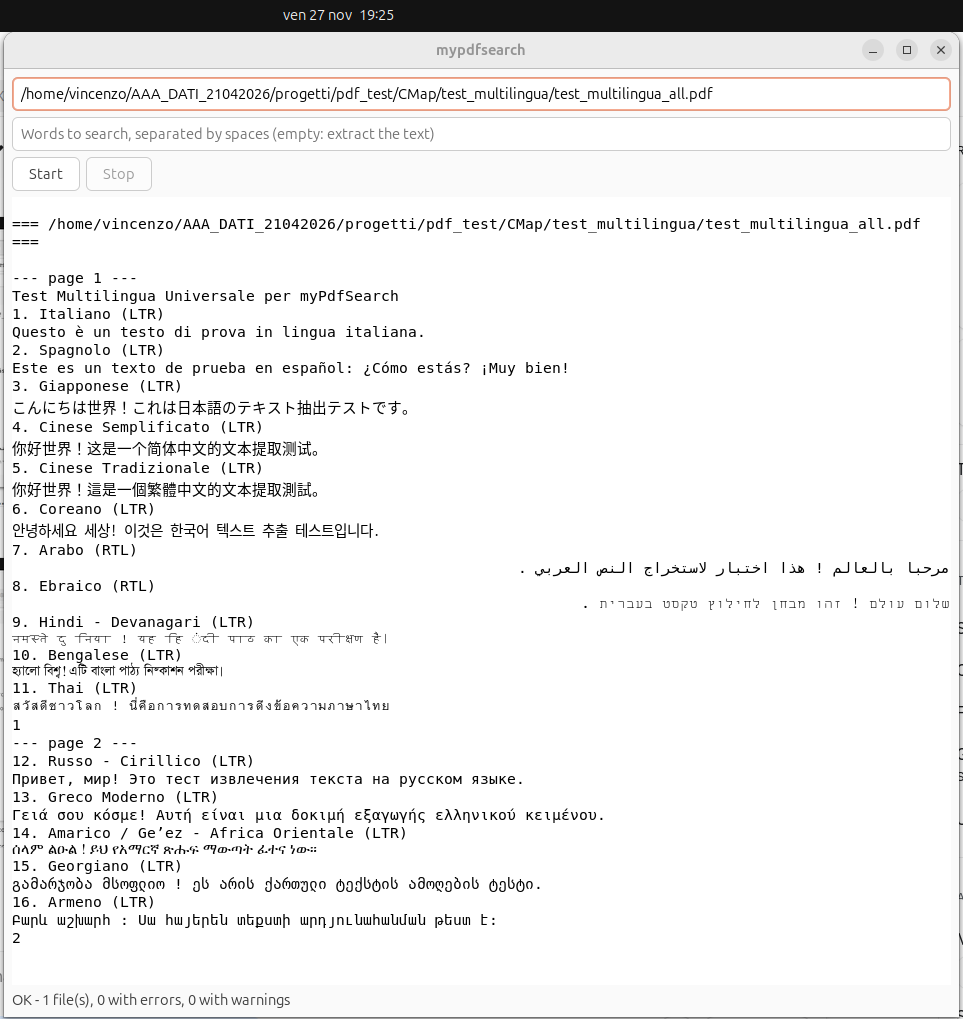 ven 27 nov 19:25
mypdfsearch
/home/vincenzo/AAA_DATI_21042026/progetti/pdf_test/CMap/test_multilingua/test_multilingua_all.pdf
Words to search, separated by spaces (empty: extract the text)
Start Stop
=== /home/vincenzo/AAA_DATI_21042026/progetti/pdf_test/CMap/test_multilingua/test_multilingua_all.pdf
===
--- page 1 ---
Test Multilingua Universale per myPdfSearch
1. Italiano (LTR)
Questo è un testo di prova in lingua italiana.
2. Spagnolo (LTR)
Este es un texto de prueba en español: ¿Cómo estás? ¡Muy bien!
3. Giapponese (LTR)
こんにちは世界！これは日本語のテキスト抽出テストです。
4. Cinese Semplificato (LTR)
你好世界！这是一个简体中文的文本提取测试。
5. Cinese Tradizionale (LTR)
你好世界！這是一個繁體中文的文本提取測試。
6. Coreano (LTR)
안녕하세요 세상! 이것은 한국어 텍스트 추출 테스트입니다.
7. Arabo (RTL)
مرحبا بالعالم ! هذا اختبار لاستخراج النص العربي .
8. Ebraico (RTL)
שלום עולם ! זהו מבחן לחילוץ טקסט בעברית .
9. Hindi - Devanagari (LTR)
नमस्ते दु निया ! यह हि ंदी पाठ का एक परीक्षण है।
10. Bengalese (LTR)
হ্যালো বিশ্ব! এটি বাংলা পাঠ্য নিষ্কাশন পরীক্ষা।
11. Thai (LTR)
สวัสดีชาวโลก ! นี่คือการทดสอบการดึงข้อความภาษาไทย
1
--- page 2 ---
12. Russo - Cirillico (LTR)
Привет, мир! Это тест извлечения текста на русском языке.
13. Greco Moderno (LTR)
Γειά σου κόσμε! Αυτή είναι μια δοκιμή εξαγωγής ελληνικού κειμένου.
14. Amarico / Ge’ez - Africa Orientale (LTR)
ሰላም ልዑል ! ይህ የአማርኛ ጽሑፍ ማውጣት ፈተና ነው።
15. Georgiano (LTR)
გამარჯობა მსოფლიო ! ეს არის ქართული ტექსტის ამოღების ტესტი.
16. Armeno (LTR)
Բարև աշխարհ : Սա հայերեն տեքստի արդյունահանման թեստ է:
2
OK - 1 file(s), 0 with errors, 0 with warnings